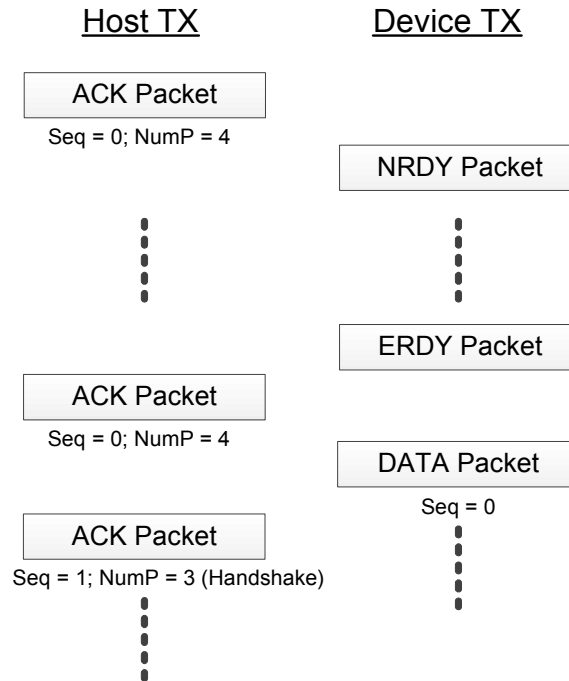 Host TX
Device TX
ACK Packet
Seq = 0; NumP = 4
NRDY Packet
ERDY Packet
ACK Packet
Seq = 0; NumP = 4
DATA Packet
Seq = 0
ACK Packet
Seq = 1; NumP = 3 (Handshake)